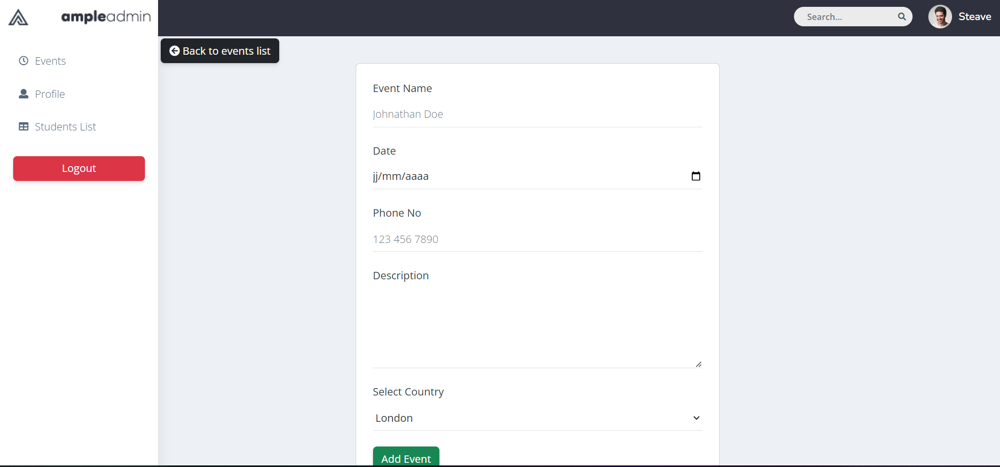 ampleadmin
Search...
Steave
Back to events list
Events
Profile
Students List
Logout
Event Name
Johnathan Doe
Date
jj/mm/aaaa
Phone No
123 456 7890
Description
Select Country
London
Add Event